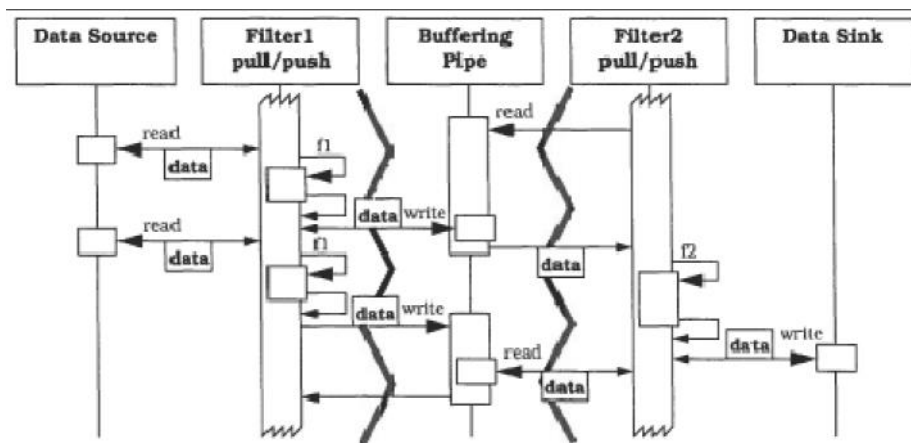 Data Source
Filter1
pull/push
Buffering
Pipe
Filter2
pull/push
Data Sink
read
read
data
f1
data
write
read
data
f1
data
f2
data
write
data
write
read
data